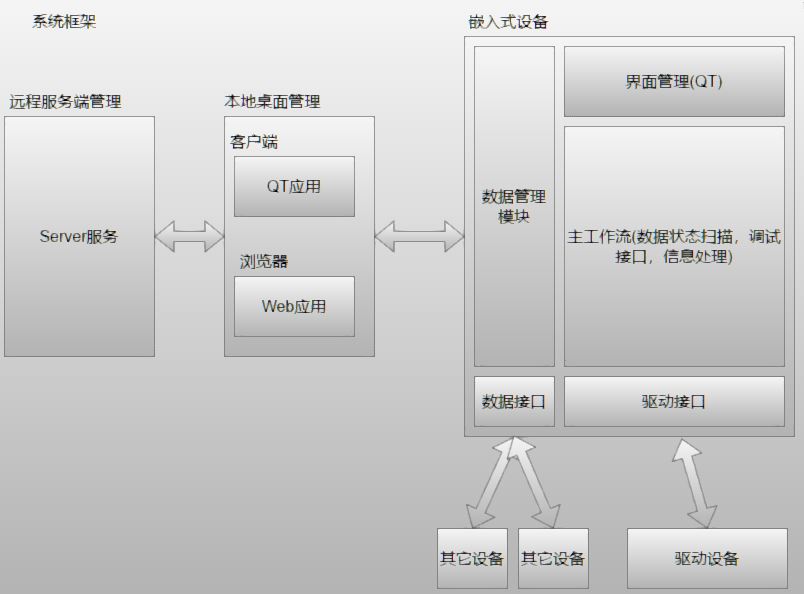 系统框架
嵌入式设备
远程服务端管理
Server服务
本地桌面管理
客户端
QT应用
浏览器
Web应用
数据管理
模块
界面管理(QT)
主工作流(数据状态扫描，调试
接口，信息处理)
数据接口
驱动接口
其它设备
其它设备
驱动设备